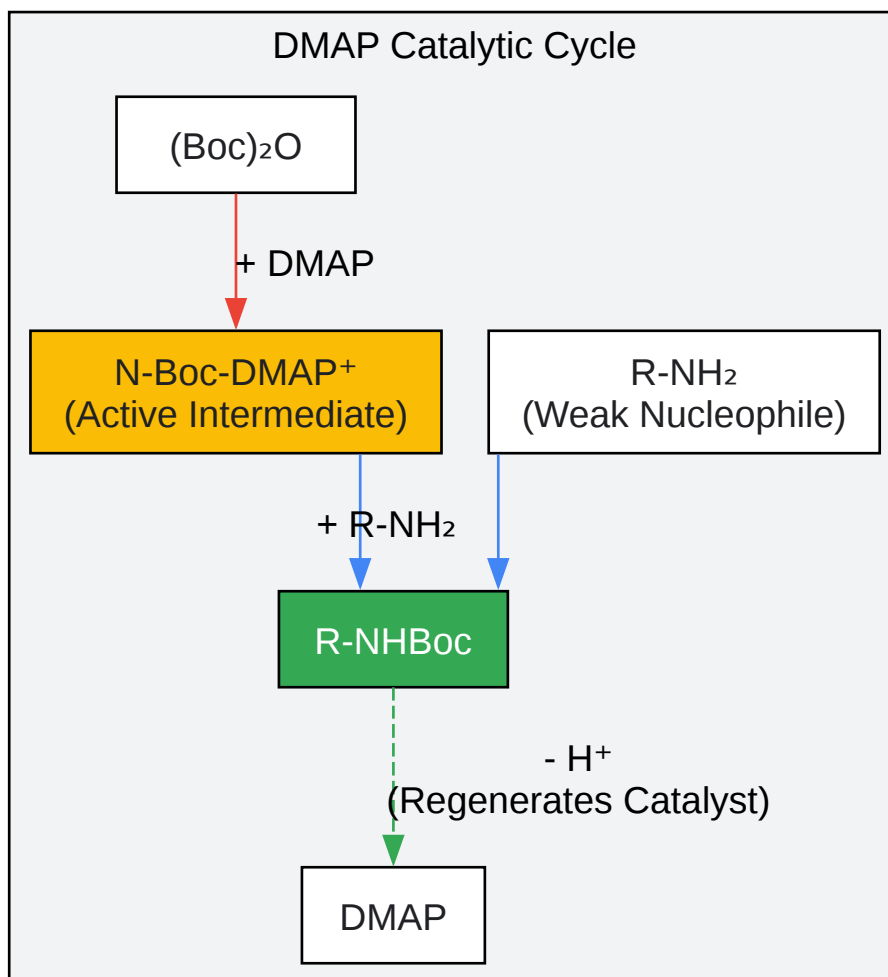 DMAP Catalytic Cycle
(Boc)₂O
+ DMAP
N-Boc-DMAP⁺
(Active Intermediate)
R-NH₂
(Weak Nucleophile)
+ R-NH₂
R-NHBoc
- H⁺
(Regenerates Catalyst)
DMAP